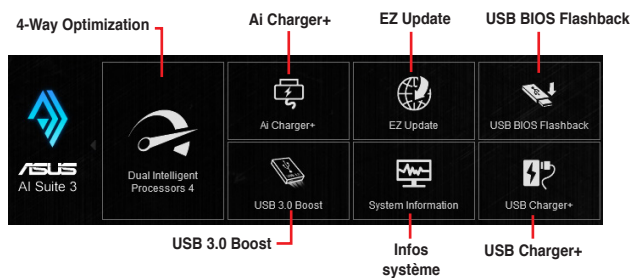 4-Way Optimization
Ai Charger+
EZ Update
USB BIOS Flashback
ASUS
AI Suite 3
Dual Intelligent
Processors 4
Ai Charger+
EZ Update
USB BIOS Flashback
USB 3.0 Boost
System Information
USB Charger+
USB 3.0 Boost
Infos
système
USB Charger+